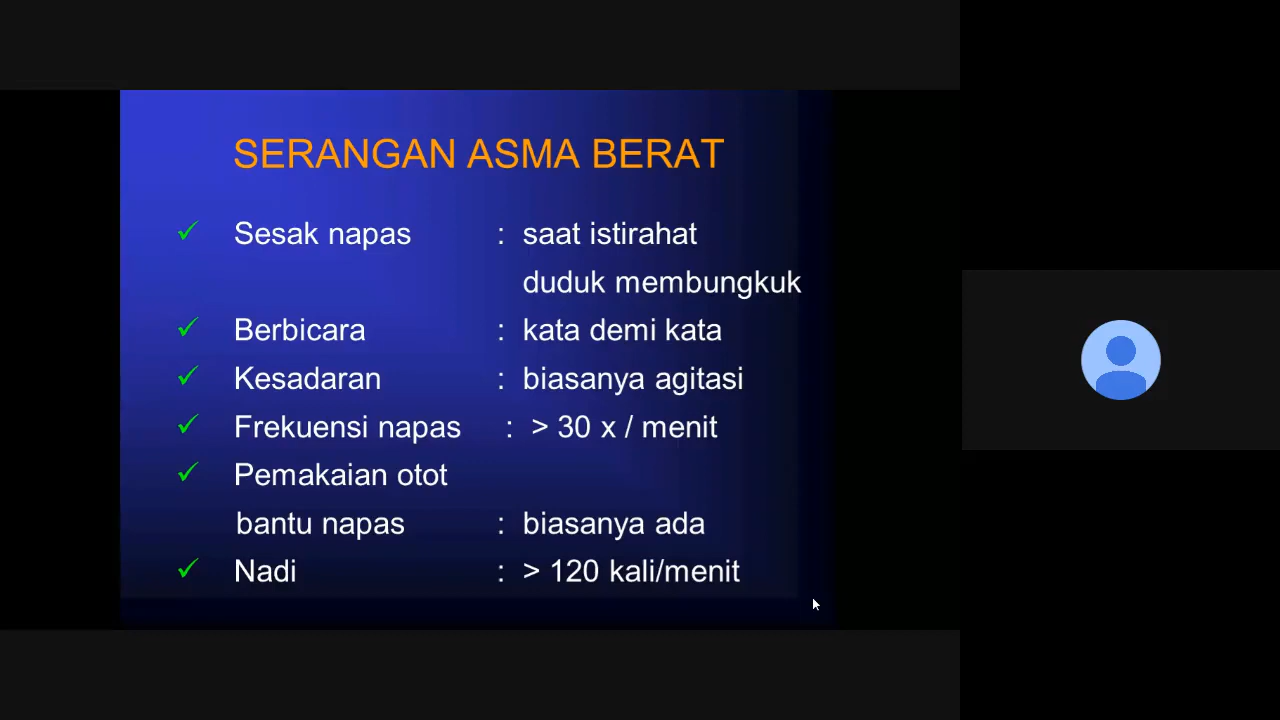 SERANGAN ASMA BERAT
Sesak napas : saat istirahat
duduk membungkuk
Berbicara : kata demi kata
Kesadaran : biasanya agitasi
Frekuensi napas : > 30 x / menit
Pemakaian otot
bantu napas : biasanya ada
Nadi : > 120 kali/menit